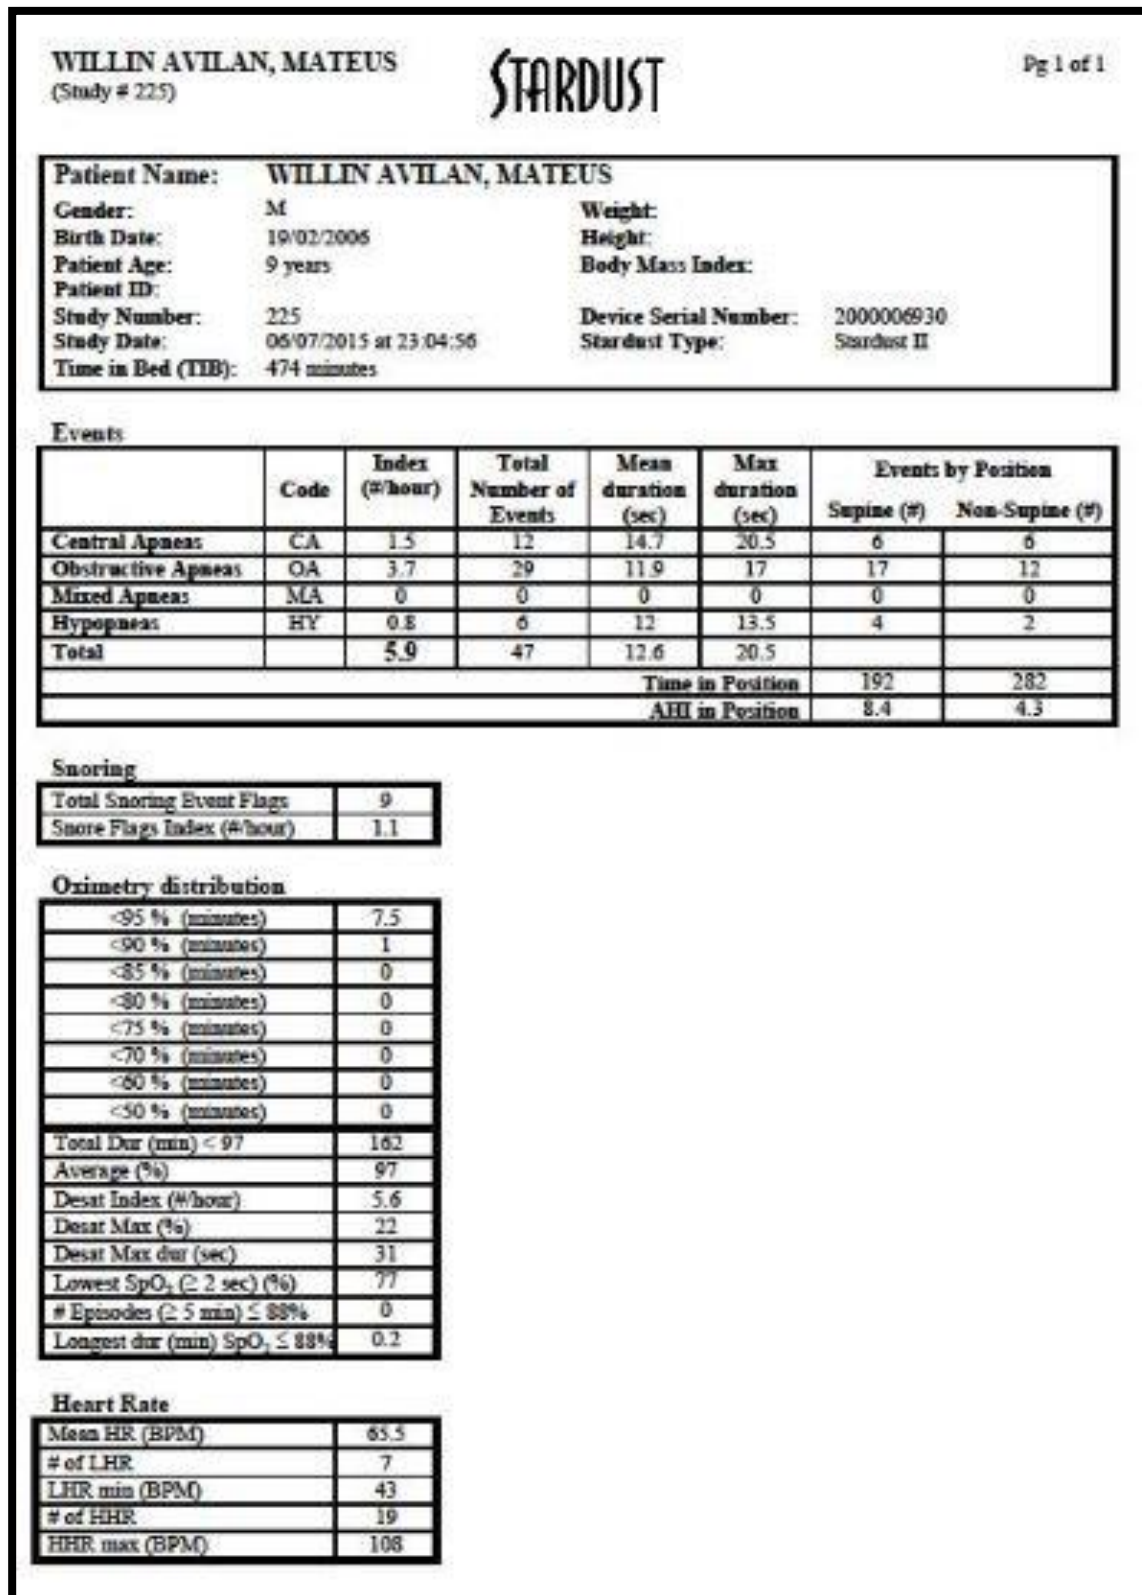 WILLIN AVILAN, MATEUS
(Study # 225)
STARDUST
Pg 1 of 1
Patient Name: WILLIN AVILAN, MATEUS
Gender: M Weight:
Birth Date: 19/02/2006 Height:
Patient Age: 9 years Body Mass Index:
Patient ID:
Study Number: 225 Device Serial Number: 2000006930
Study Date: 06/07/2015 at 23:04:56 Stardust Type: Stardust II
Time in Bed (TIB): 474 minutes
Events
Code Index (#/hour) Total Number of Events Mean duration (sec) Max duration (sec) Events by Position Supine (#) Non-Supine (#)
Central Apneas CA 1.5 12 14.7 20.5 6 6
Obstructive Apneas OA 3.7 29 11.9 17 17 12
Mixed Apneas MA 0 0 0 0 0 0
Hypopneas HY 0.8 6 12 13.5 4 2
Total 5.9 47 12.6 20.5
Time in Position 192 282
AHI in Position 8.4 4.3
Snoring
Total Snoring Event Flags 9
Snore Flags Index (#/hour) 1.1
Oximetry distribution
<95 % (minutes) 7.5
<90 % (minutes) 1
<85 % (minutes) 0
<80 % (minutes) 0
<75 % (minutes) 0
<70 % (minutes) 0
<60 % (minutes) 0
<50 % (minutes) 0
Total Dur (min) < 97 162
Average (%) 97
Desat Index (#/hour) 5.6
Desat Max (%) 22
Desat Max dur (sec) 31
Lowest SpO₂ (≥ 2 sec) (%) 77
# Episodes (≥ 5 min) ≤ 88% 0
Longest dur (min) SpO₂ ≤ 88% 0.2
Heart Rate
Mean HR (BPM) 65.5
# of LHR 7
LHR min (BPM) 43
# of HHR 19
HHR max (BPM) 108